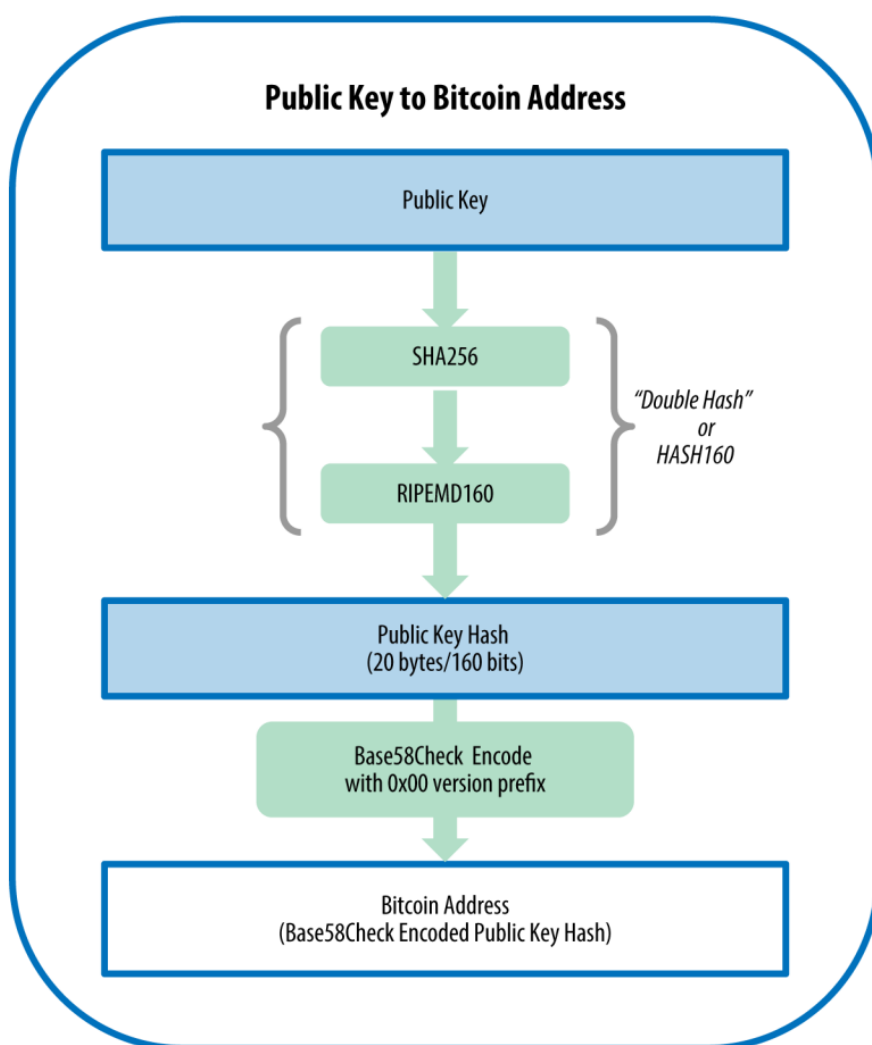 Public Key to Bitcoin Address
Public Key
SHA256
"Double Hash"
or
HASH160
RIPEMD160
Public Key Hash
(20 bytes/160 bits)
Base58Check Encode
with 0x00 version prefix
Bitcoin Address
(Base58Check Encoded Public Key Hash)